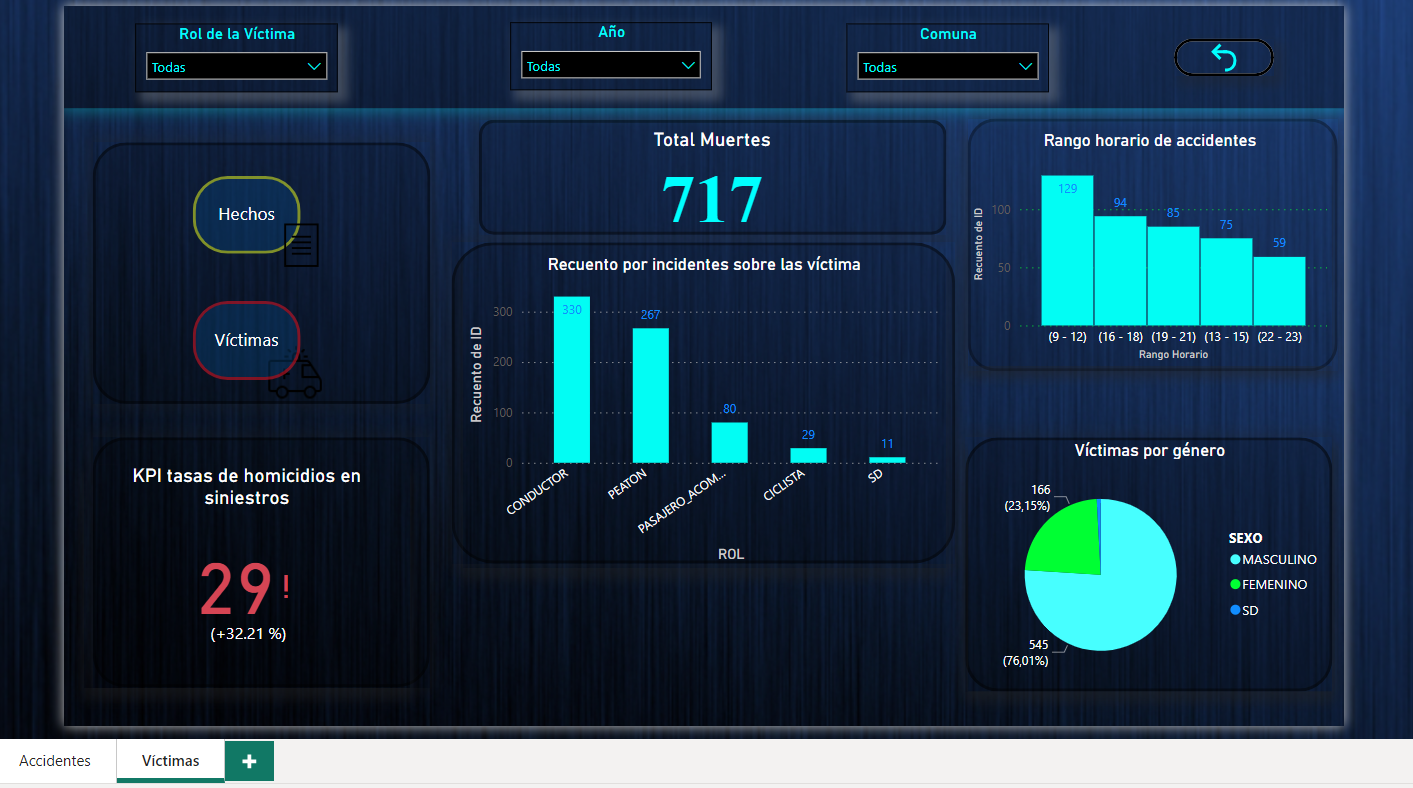 Rol de la Víctima
Todas
Año
Todas
Comuna
Todas
Hechos
Víctimas
KPI tasas de homicidios en
siniestros
29!
(+32.21 %)
Total Muertes
717
Recuento por incidentes sobre las víctima
Recuento de ID
300
200
100
0
330
267
80
29
11
CONDUCTOR
PEATON
PASAJERO_ACOM...
CICLISTA
SD
ROL
Rango horario de accidentes
Recuento de ID
100
50
0
129
94
85
75
59
(9 - 12)
(16 - 18)
(19 - 21)
(13 - 15)
(22 - 23)
Rango Horario
Víctimas por género
166
(23,15%)
545
(76,01%)
SEXO
MASCULINO
FEMENINO
SD
Accidentes
Víctimas